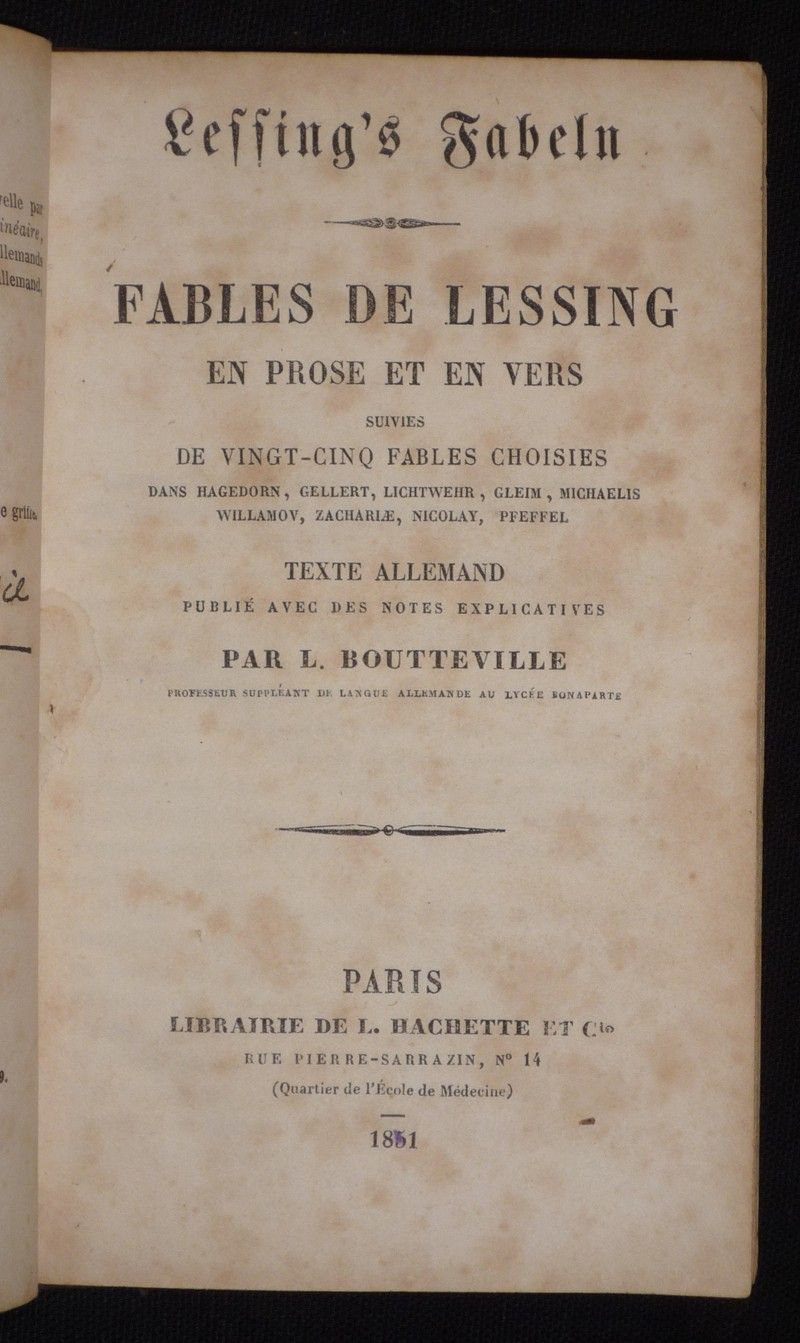 Lessing's Fabeln
FABLES DE LESSING
EN PROSE ET EN VERS
SUIVIES
DE VINGT-CINQ FABLES CHOISIES
DANS HAGEDORN, GELLERT, LICHTWEHR, GLEIM, MICHAELIS
WILLAMOV, ZACHARIÆ, NICOLAY, PFEFFEL
TEXTE ALLEMAND
PUBLIÉ AVEC DES NOTES EXPLICATIVES
PAR L. BOUTTEVILLE
PROFESSEUR SUPPLÉANT DE LANGUE ALLEMANDE AU LYCÉE BONAPARTE
PARIS
LIBRAIRIE DE L. HACHETTE ET Cie
RUE PIERRE-SARRAZIN, Nº 14
(Quartier de l'École de Médecine)